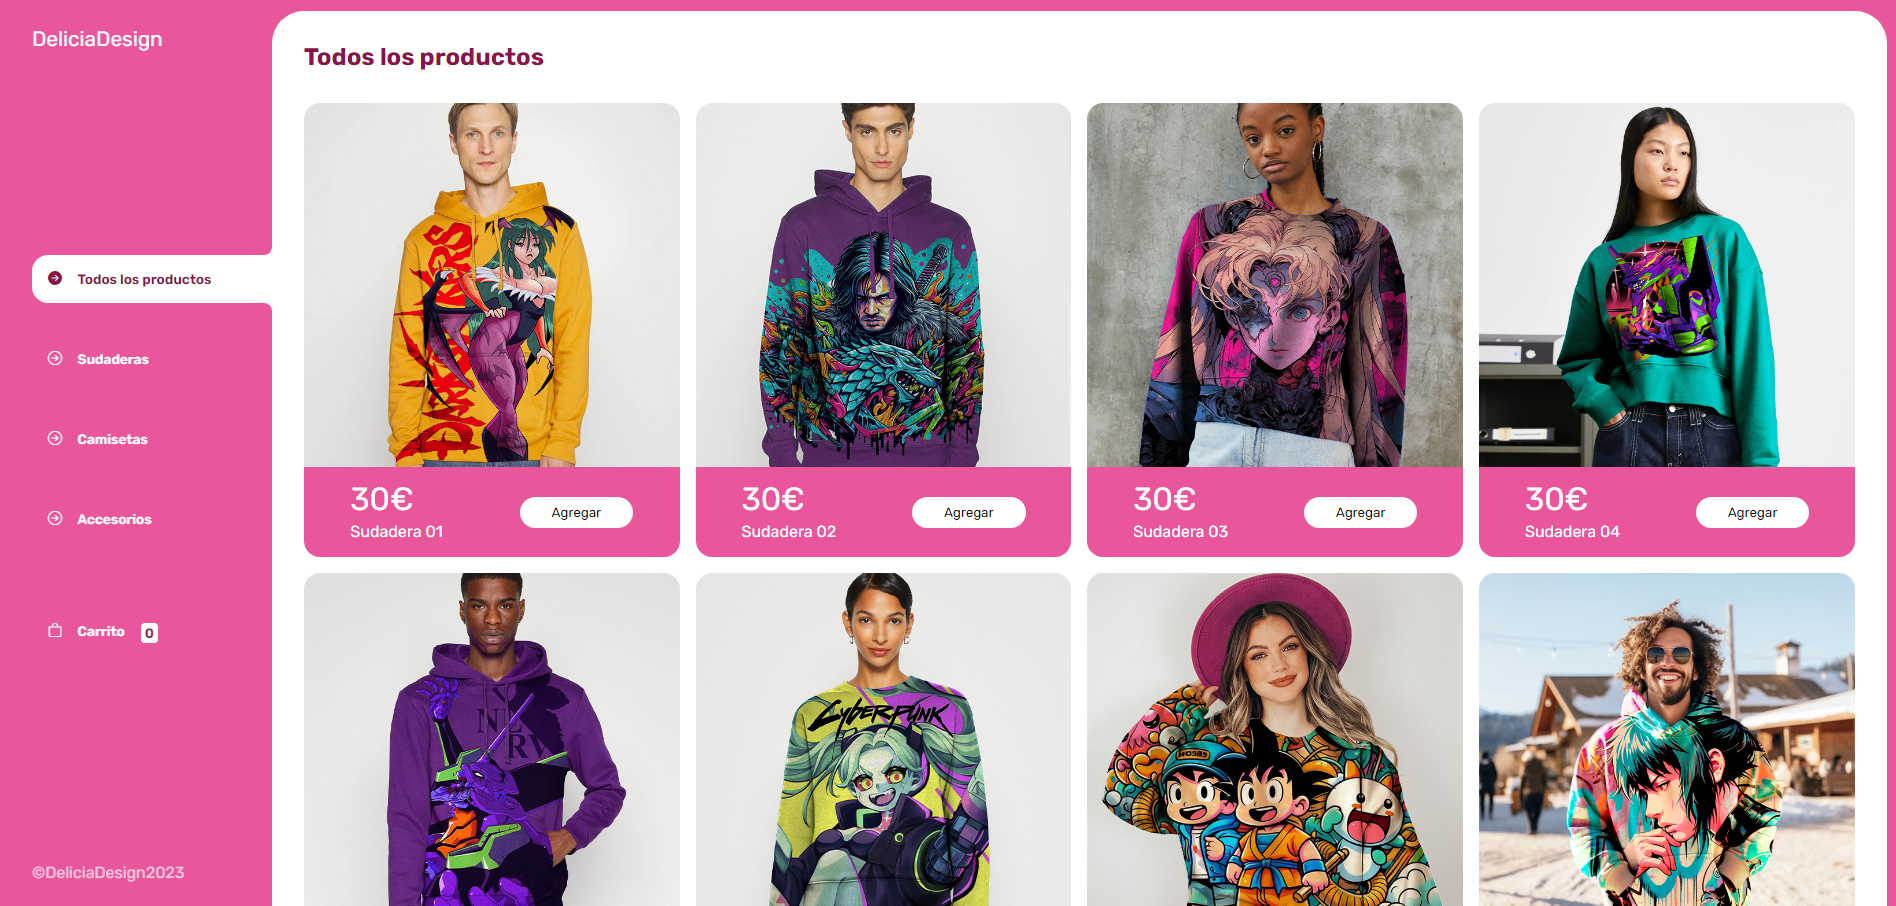 DeliciaDesign
Todos los productos
Sudaderas
Camisetas
Accesorios
Carrito 0
©DeliciaDesign2023
Todos los productos
30€
Sudadera 01
Agregar
30€
Sudadera 02
Agregar
30€
Sudadera 03
Agregar
30€
Sudadera 04
Agregar
CYBERPUNK